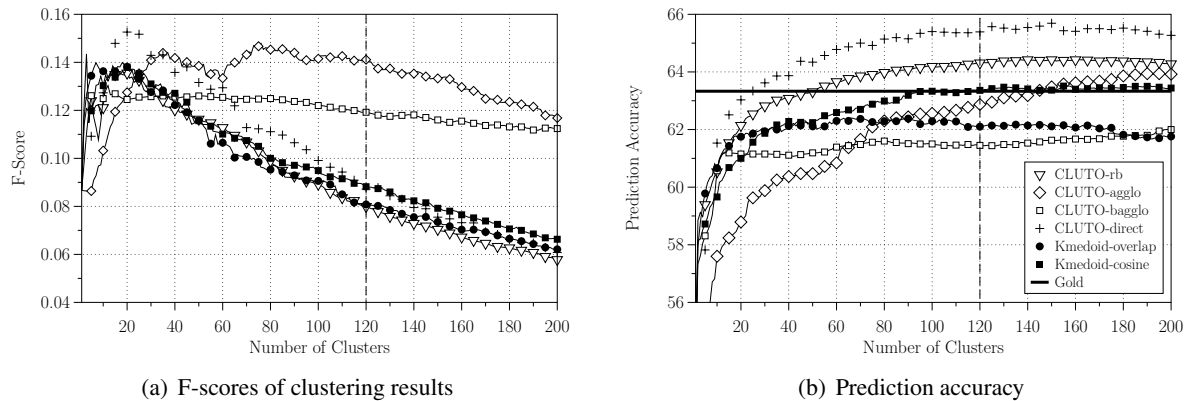 0.16
0.14
0.12
0.10
0.08
0.06
0.04
F-Score
20 40 60 80 100 120 140 160 180 200
Number of Clusters
(a) F-scores of clustering results
66
64
62
60
58
56
Prediction Accuracy
CLUTO-rb
CLUTO-agglo
CLUTO-bagglo
CLUTO-direct
Kmedoid-overlap
Kmedoid-cosine
Gold
20 40 60 80 100 120 140 160 180 200
Number of Clusters
(b) Prediction accuracy